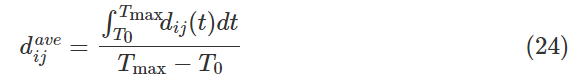 d_{ij}^{ave} = \frac{\int_{T_0}^{T_{\max}} d_{ij}(t)dt}{T_{\max} - T_0} (24)